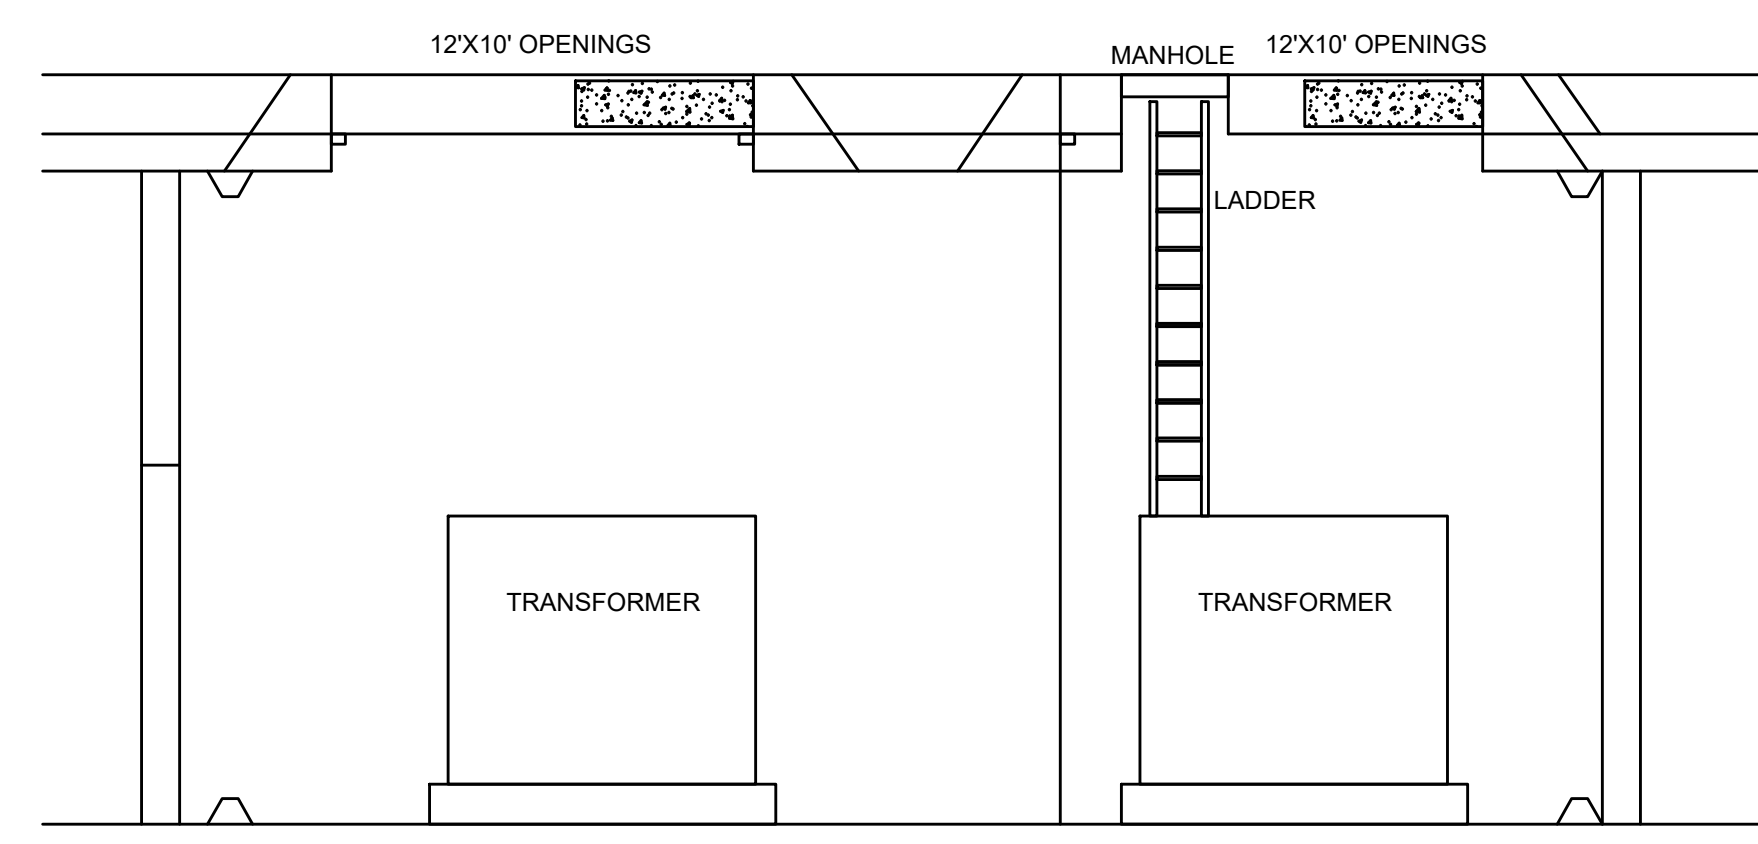 12'X10' OPENINGS
MANHOLE
12'X10' OPENINGS
LADDER
TRANSFORMER
TRANSFORMER